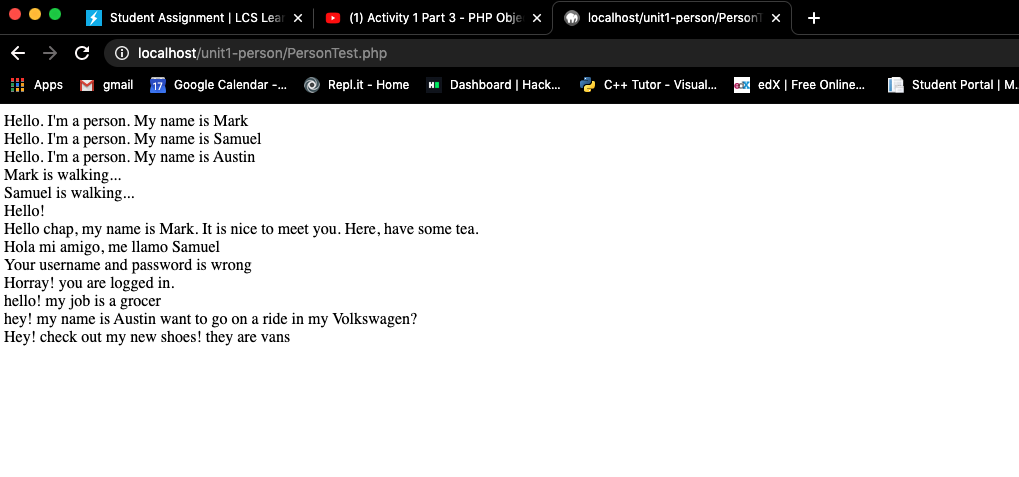 Student Assignment | LCS Lea
(1) Activity 1 Part 3 - PHP Obje
localhost/unit1-person/PersonT
localhost/unit1-person/PersonTest.php
Apps
gmail
17
Google Calendar -...
Repl.it - Home
Dashboard | Hack...
C++ Tutor - Visual...
edX
edX | Free Online...
Student Portal | M.
Hello. I'm a person. My name is Mark
Hello. I'm a person. My name is Samuel
Hello. I'm a person. My name is Austin
Mark is walking...
Samuel is walking...
Hello!
Hello chap, my name is Mark. It is nice to meet you. Here, have some tea.
Hola mi amigo, me llamo Samuel
Your username and password is wrong
Horray! you are logged in.
hello! my job is a grocer
hey! my name is Austin want to go on a ride in my Volkswagen?
Hey! check out my new shoes! they are vans